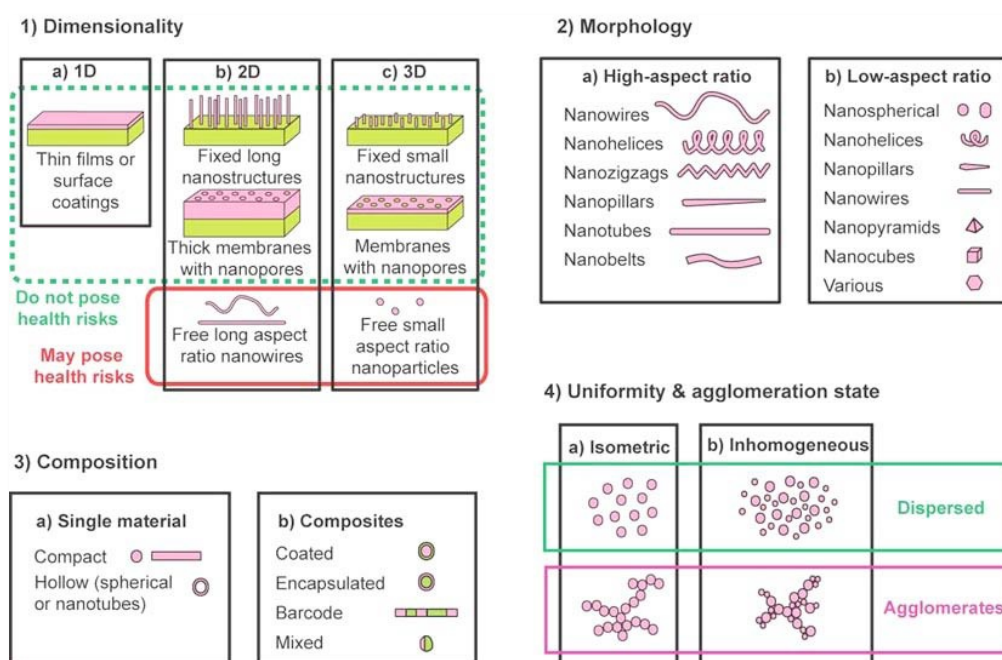 1) Dimensionality
a) 1D
Thin films or
surface
coatings
b) 2D
Fixed long
nanostructures
Thick membranes
with nanopores
Free long aspect
ratio nanowires
c) 3D
Fixed small
nanostructures
Membranes with
nanopores
Free small
aspect ratio
nanoparticles
Do not pose
health risks
May pose
health risks
2) Morphology
a) High-aspect ratio
Nanowires
Nanohelices
Nanozigzags
Nanopillars
Nanotubes
Nanobelts
b) Low-aspect ratio
Nanospherical
Nanohelices
Nanopillars
Nanowires
Nanopyramids
Nanocubes
Various
3) Composition
a) Single material
Compact
Hollow (spherical
or nanotubes)
b) Composites
Coated
Encapsulated
Barcode
Mixed
4) Uniformity & agglomeration state
a) Isometric
b) Inhomogeneous
Dispersed
Agglomerates